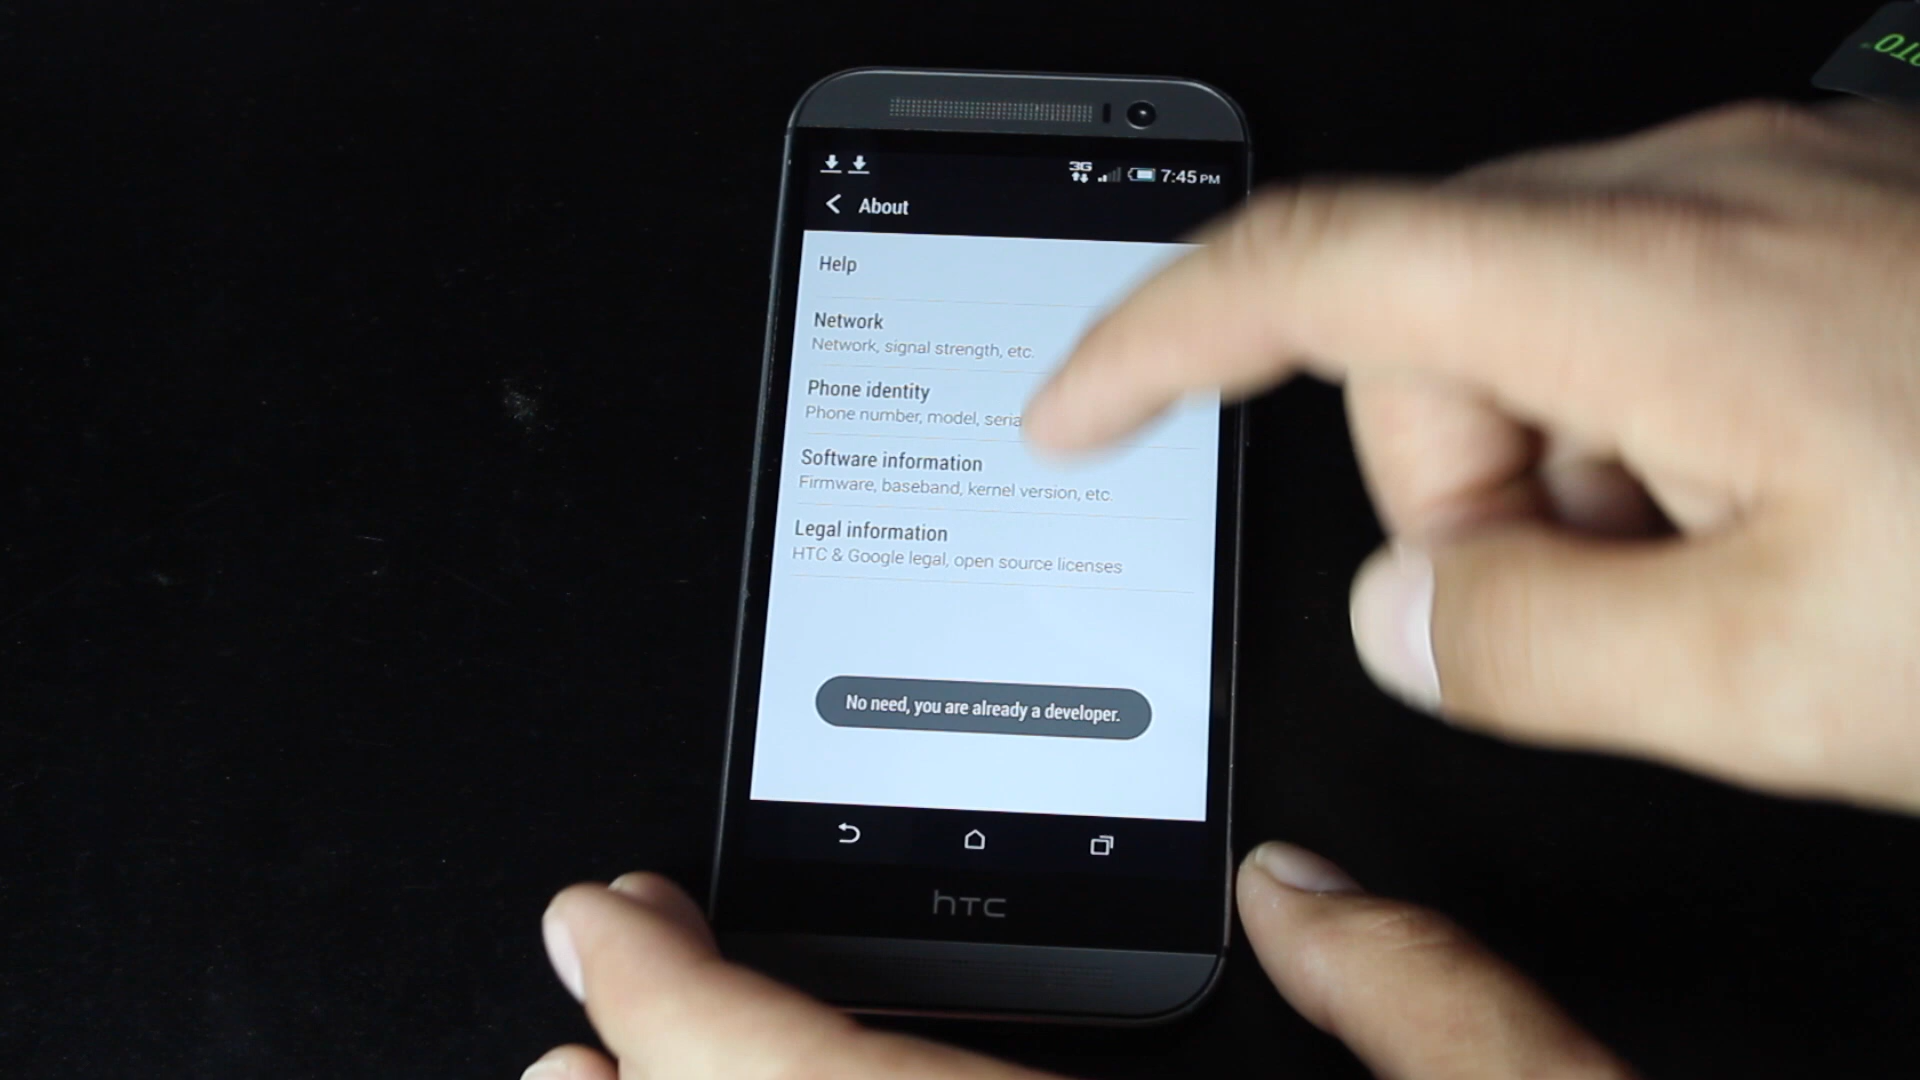 3G 7:45 PM
About
Help
Network
Network, signal strength, etc.
Phone identity
Phone number, model, seria
Software information
Firmware, baseband, kernel version, etc.
Legal information
HTC & Google legal, open source licenses
No need, you are already a developer.
hTC